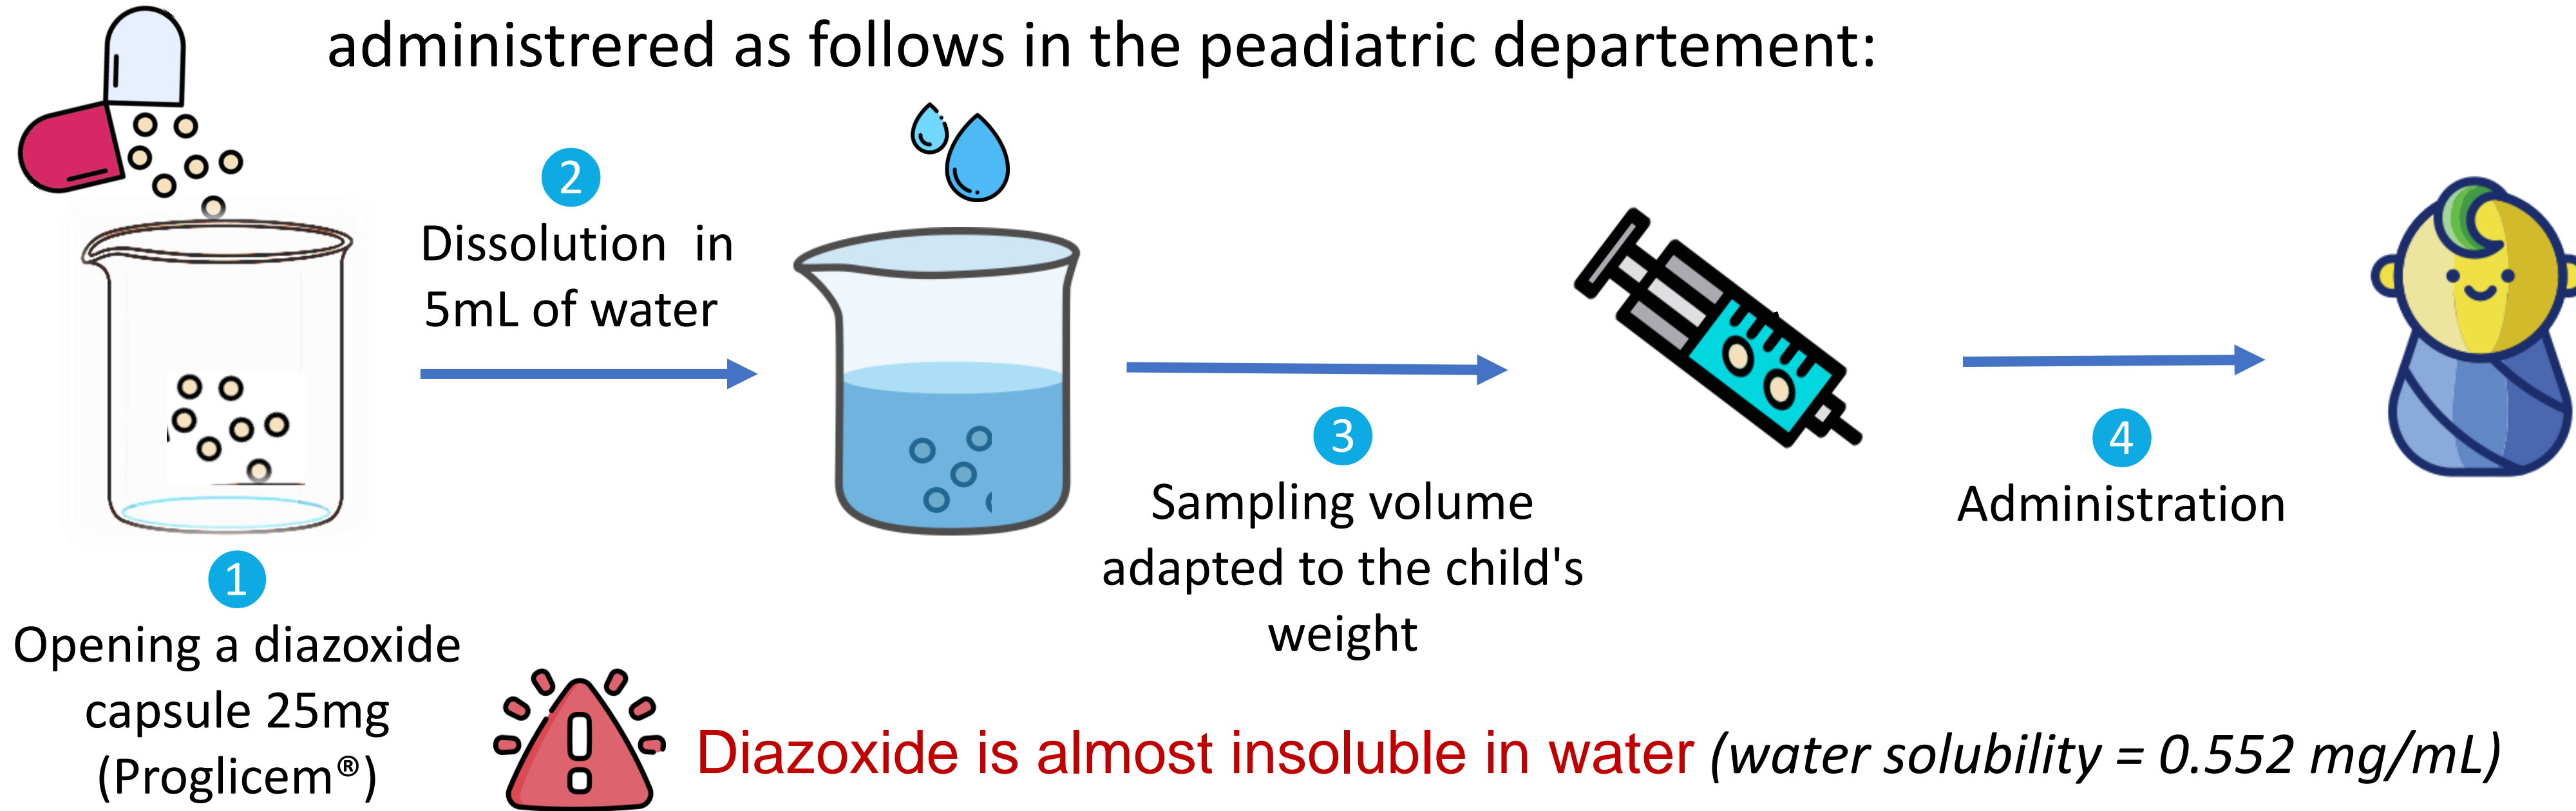 administrered as follows in the peadiatric departement:
2
Dissolution in
5mL of water
3
Sampling volume
adapted to the child's
weight
4
Administration
1
Opening a diazoxide
capsule 25mg
(Proglicem®)
Diazoxide is almost insoluble in water (water solubility = 0.552 mg/mL)